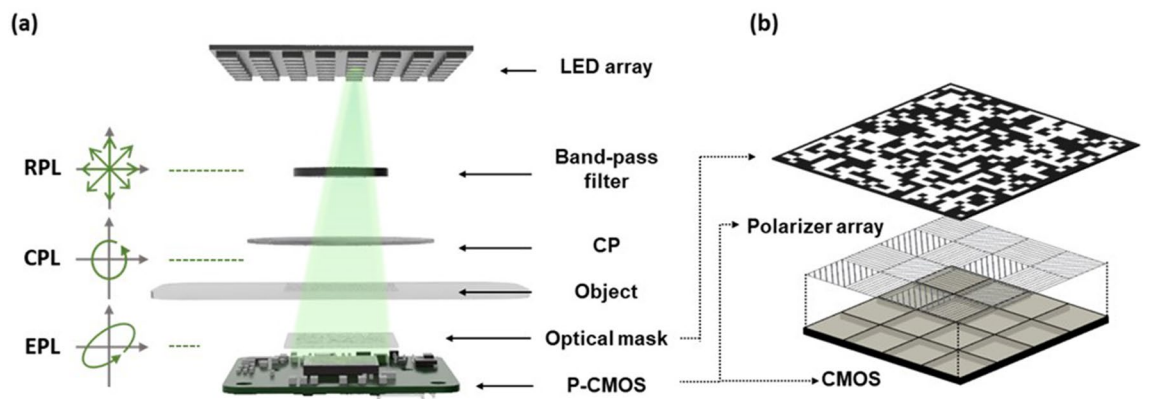 (a)
LED array
RPL
Band-pass
filter
CPL
CP
Object
EPL
Optical mask
P-CMOS
(b)
Polarizer array
CMOS